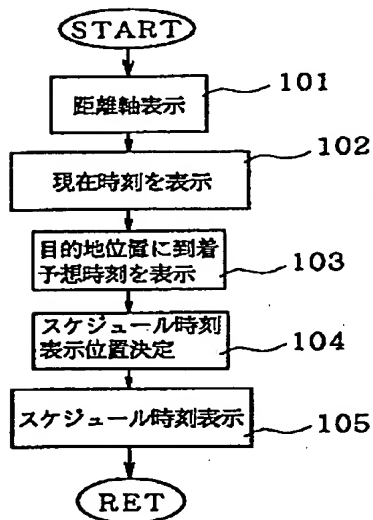 START
距離軸表示
101
現在時刻を表示
102
目的地位置に到着
予想時刻を表示
103
スケジュール時刻
表示位置決定
104
スケジュール時刻表示
105
RET